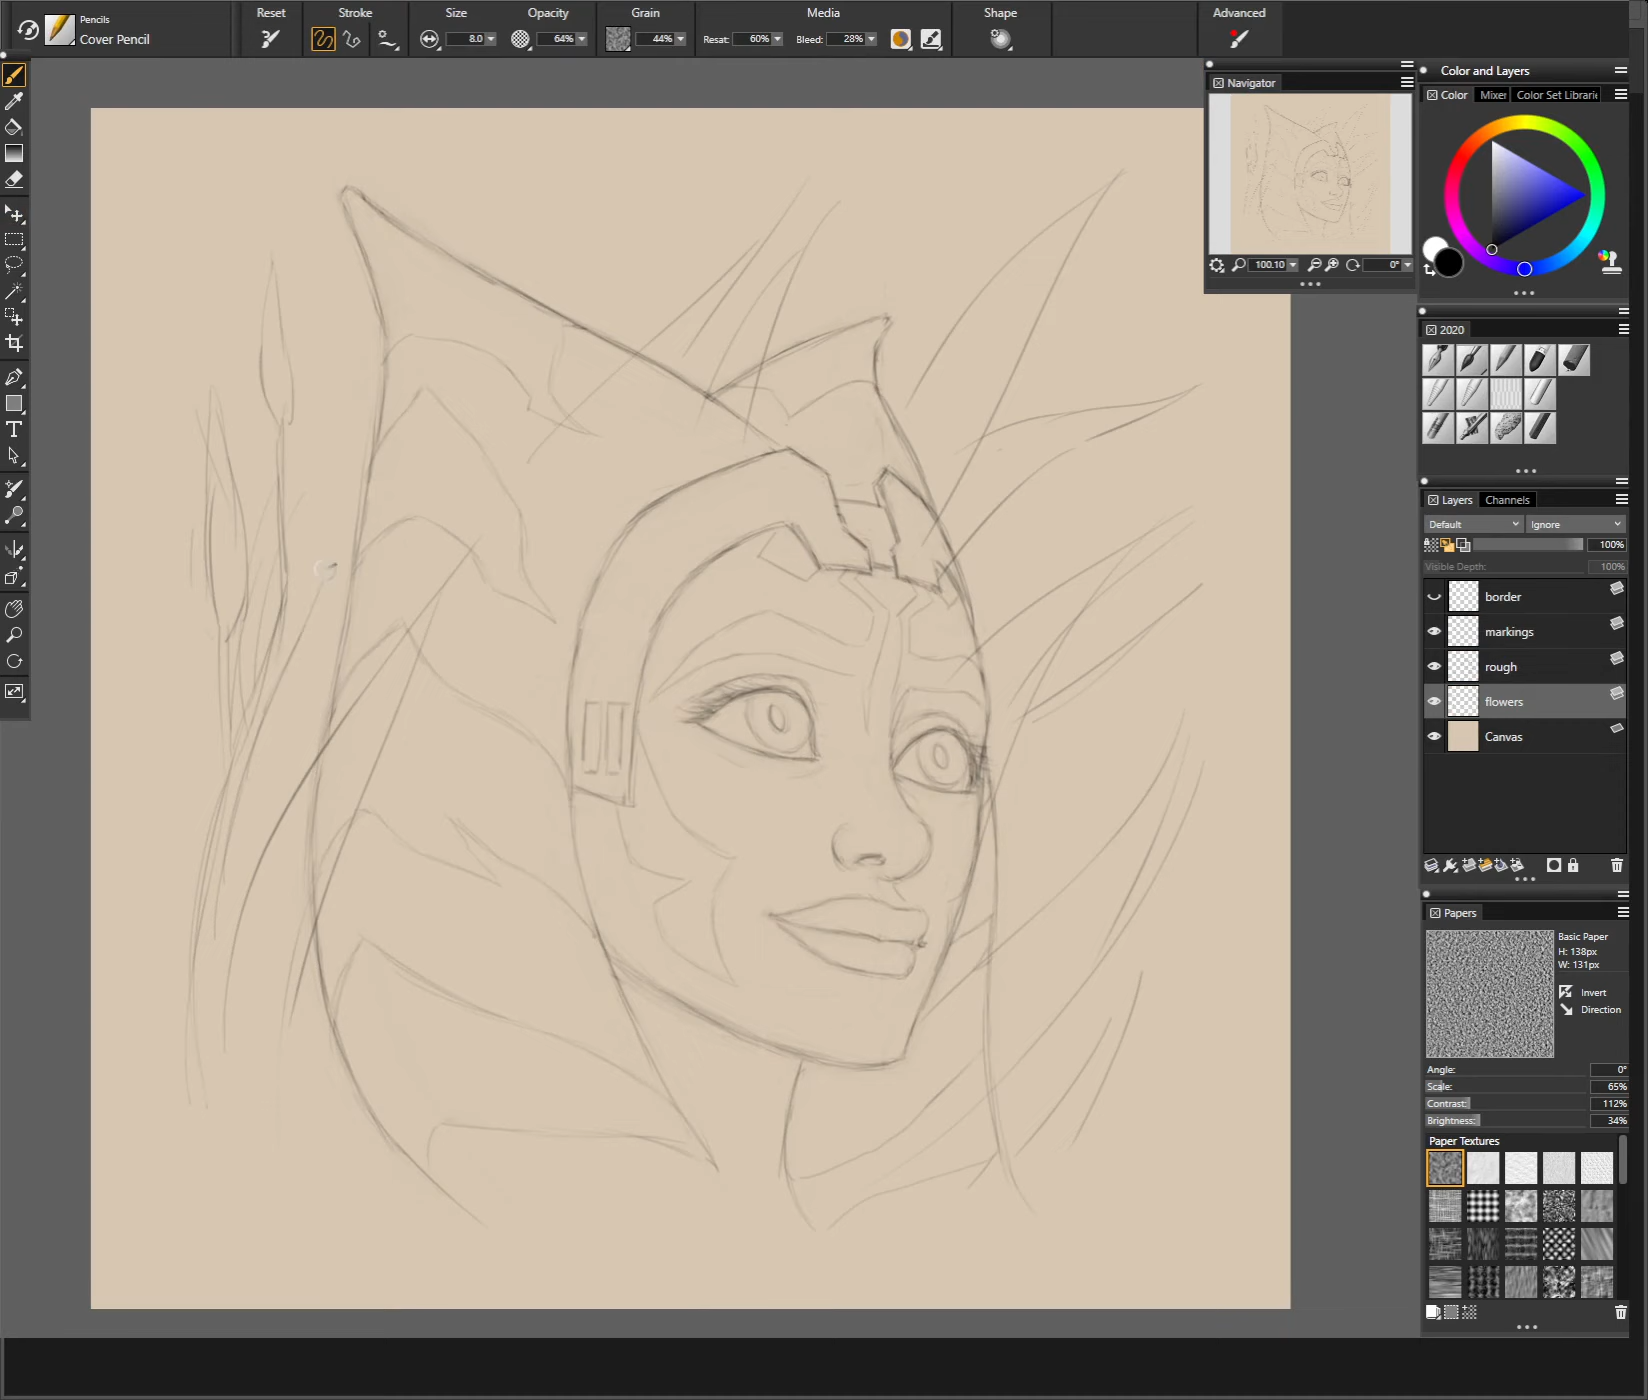 Pencils
Cover Pencil
Reset
Stroke
Size
8.0
Opacity
64%
Grain
44%
Media
Resat: 60%
Bleed: 28%
Shape
Advanced
Navigator
100.10
0°
Color and Layers
Color
Mixer
Color Set Librari
2020
Layers
Channels
Default
Ignore
100%
Visible Depth:
100%
border
markings
rough
flowers
Canvas
Papers
Basic Paper
H: 138px
W: 131px
Invert
Direction
Angle: 0°
Scale: 65%
Contrast: 112%
Brightness: 34%
Paper Textures
T